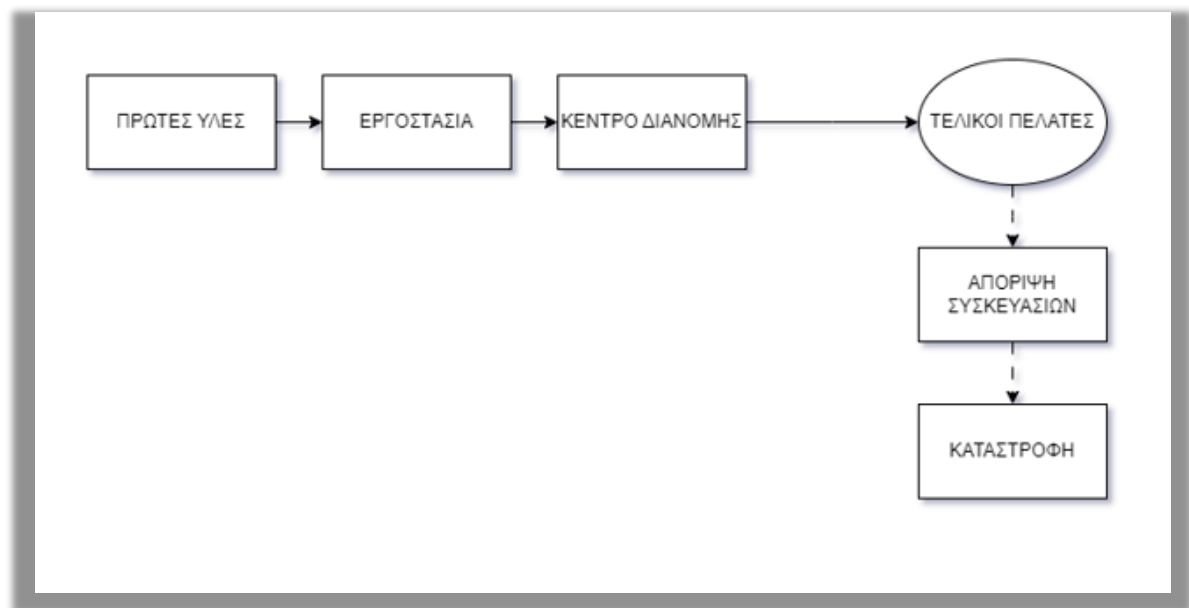 ΠΡΩΤΕΣ ΥΛΕΣ
ΕΡΓΟΣΤΑΣΙΑ
ΚΕΝΤΡΟ ΔΙΑΝΟΜΗΣ
ΤΕΛΙΚΟΙ ΠΕΛΑΤΕΣ
ΑΠΟΡΙΨΗ
ΣΥΣΚΕΥΑΣΙΩΝ
ΚΑΤΑΣΤΡΟΦΗ